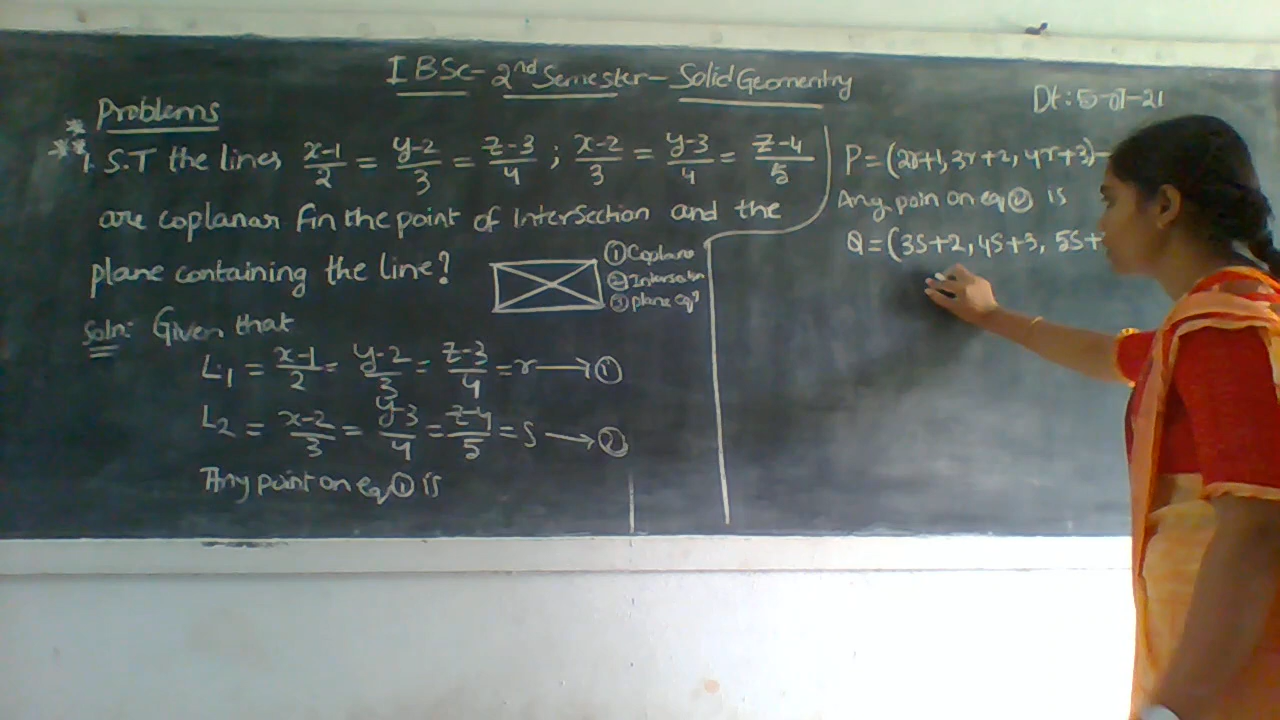 I BSc- 2nd Semester- Solid Geomentry
Dt: 5-07-21
Problems
1. S.T the lines x-1/2 = y-2/3 = z-3/4 ; x-2/3 = y-3/4 = z-4/5
are coplanar fin the point of InterSection and the
plane containing the line?
① Coplane
② Intersection
③ plane eqn
Soln: Given that
L1 = x-1/2 = y-2/3 = z-3/4 = r → ①
L2 = x-2/3 = y-3/4 = z-4/5 = s → ②
Any point on eq ① is
P = (2r+1, 3r+2, 4r+3)-
Any poin on eq ② is
Q = (3s+2, 4s+3, 5s+